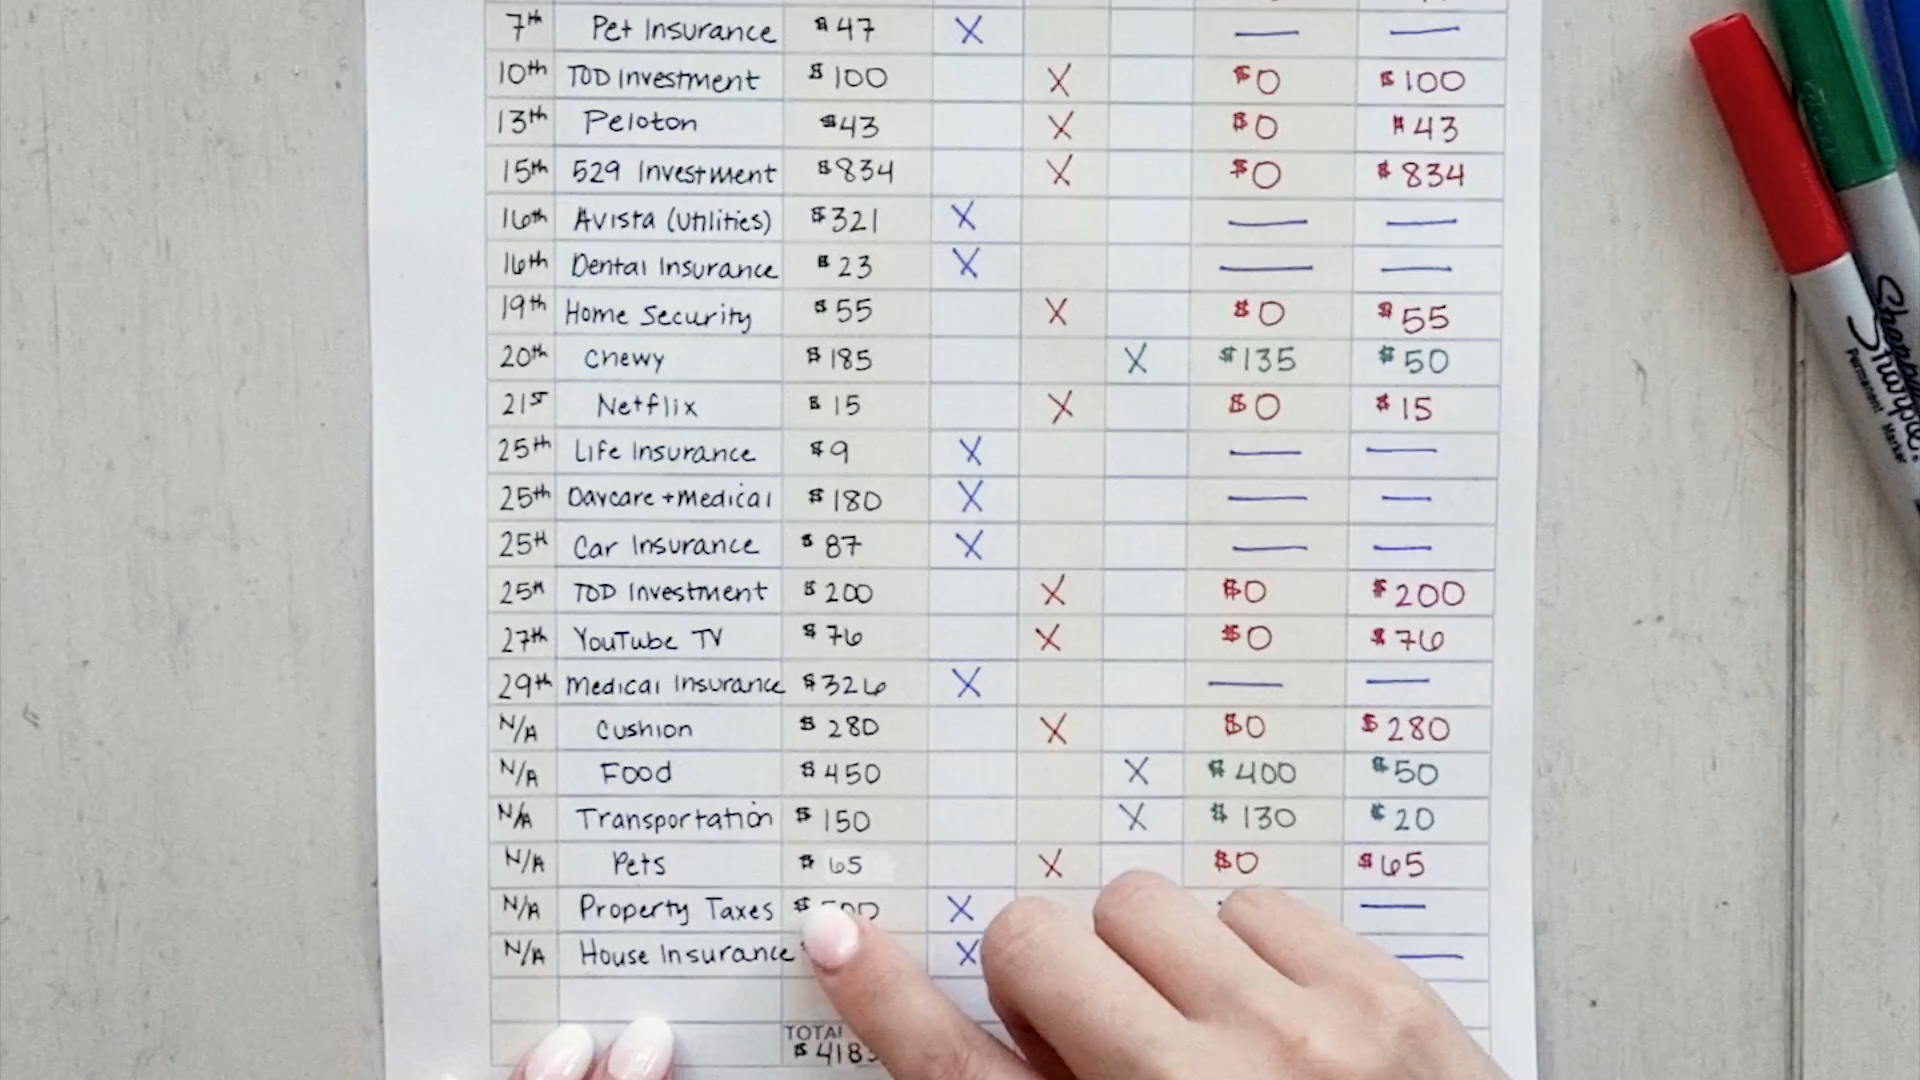 7th Pet Insurance $47 X — —
10th TOD Investment $100 X $0 $100
13th Peloton $43 X $0 $43
15th 529 Investment $834 X $0 $834
16th Avista (Utilities) $321 X — —
16th Dental Insurance $23 X — —
19th Home Security $55 X $0 $55
20th Chewy $185 X $135 $50
21st Netflix $15 X $0 $15
25th Life Insurance $9 X — —
25th Daycare + Medical $180 X — —
25th Car Insurance $87 X — —
25th TOD Investment $200 X $0 $200
27th YouTube TV $76 X $0 $76
29th Medical Insurance $326 X — —
N/A Cushion $280 X $0 $280
N/A Food $450 X $400 $50
N/A Transportation $150 X $130 $20
N/A Pets $65 X $0 $65
N/A Property Taxes X —
N/A House Insurance X —
TOTAL
Sharpie
Permanent Marker